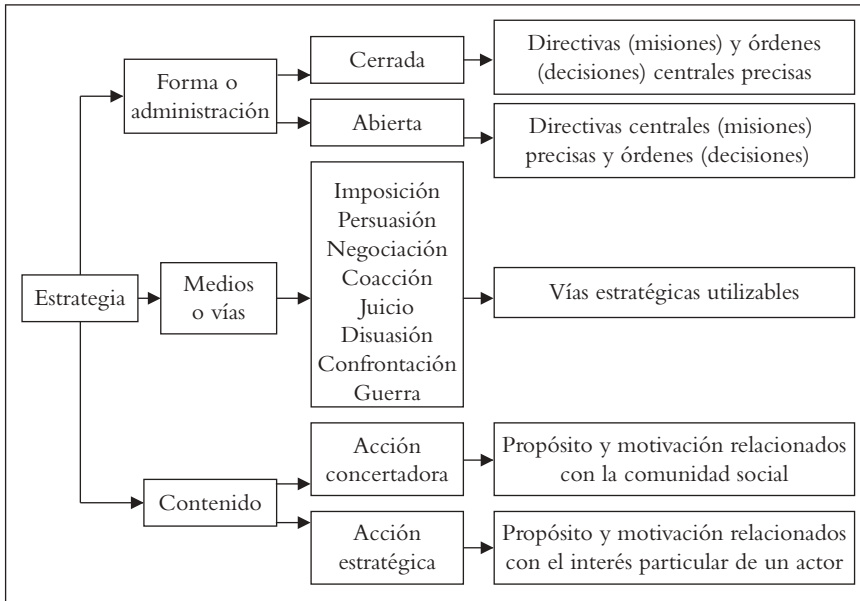 Forma o
administración
Cerrada
Directivas (misiones) y órdenes
(decisiones) centrales precisas
Abierta
Directivas centrales (misiones)
precisas y órdenes (decisiones)
Estrategia
Medios
o vías
Imposición
Persuasión
Negociación
Coacción
Juicio
Disuasión
Confrontación
Guerra
Vías estratégicas utilizables
Contenido
Acción
concertadora
Propósito y motivación relacionados
con la comunidad social
Acción
estratégica
Propósito y motivación relacionados
con el interés particular de un actor